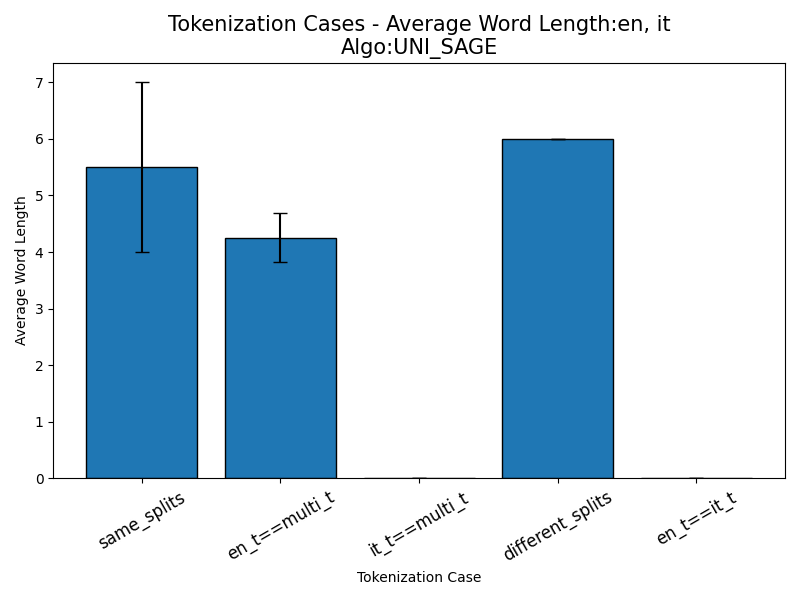 Tokenization Cases - Average Word Length:en, it
Algo:UNI_SAGE
Average Word Length
7
6
5
4
3
2
1
0
same_splits
en_t==multi_t
it_t==multi_t
different_splits
en_t==it_t
Tokenization Case